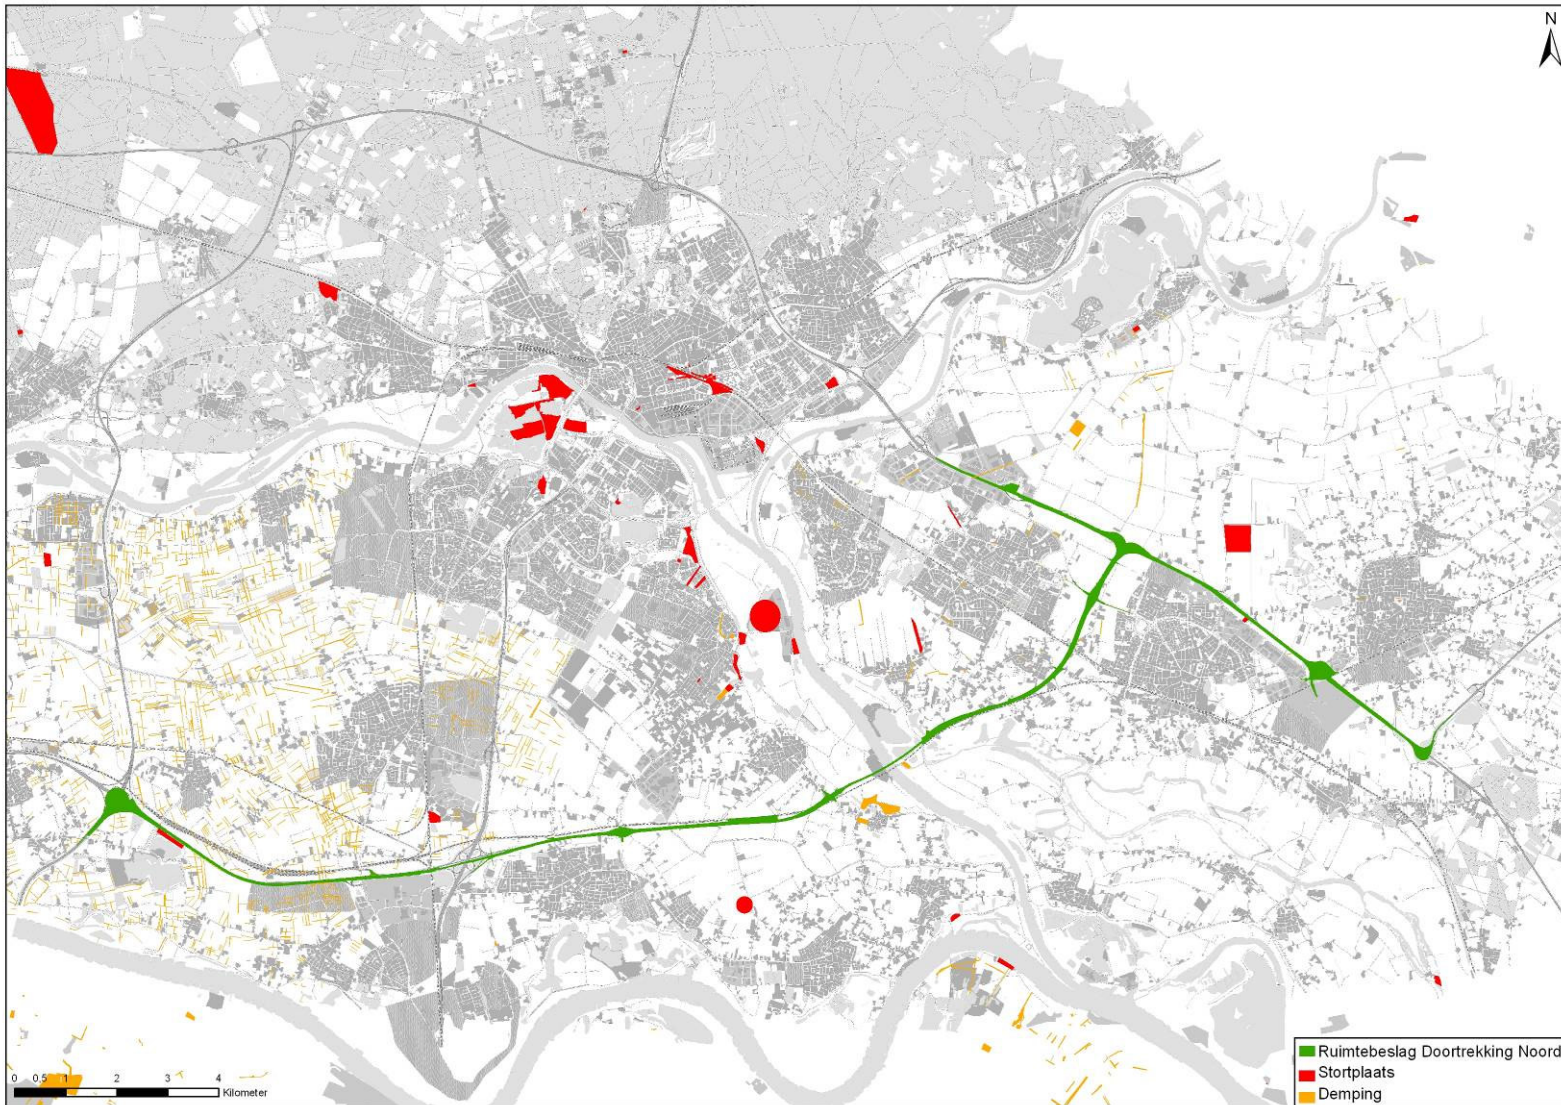 N
Ruimtebeslag Doortrekking Noord
Stortplaats
Demping
0 0.5 1 2 3 4
Kilometer